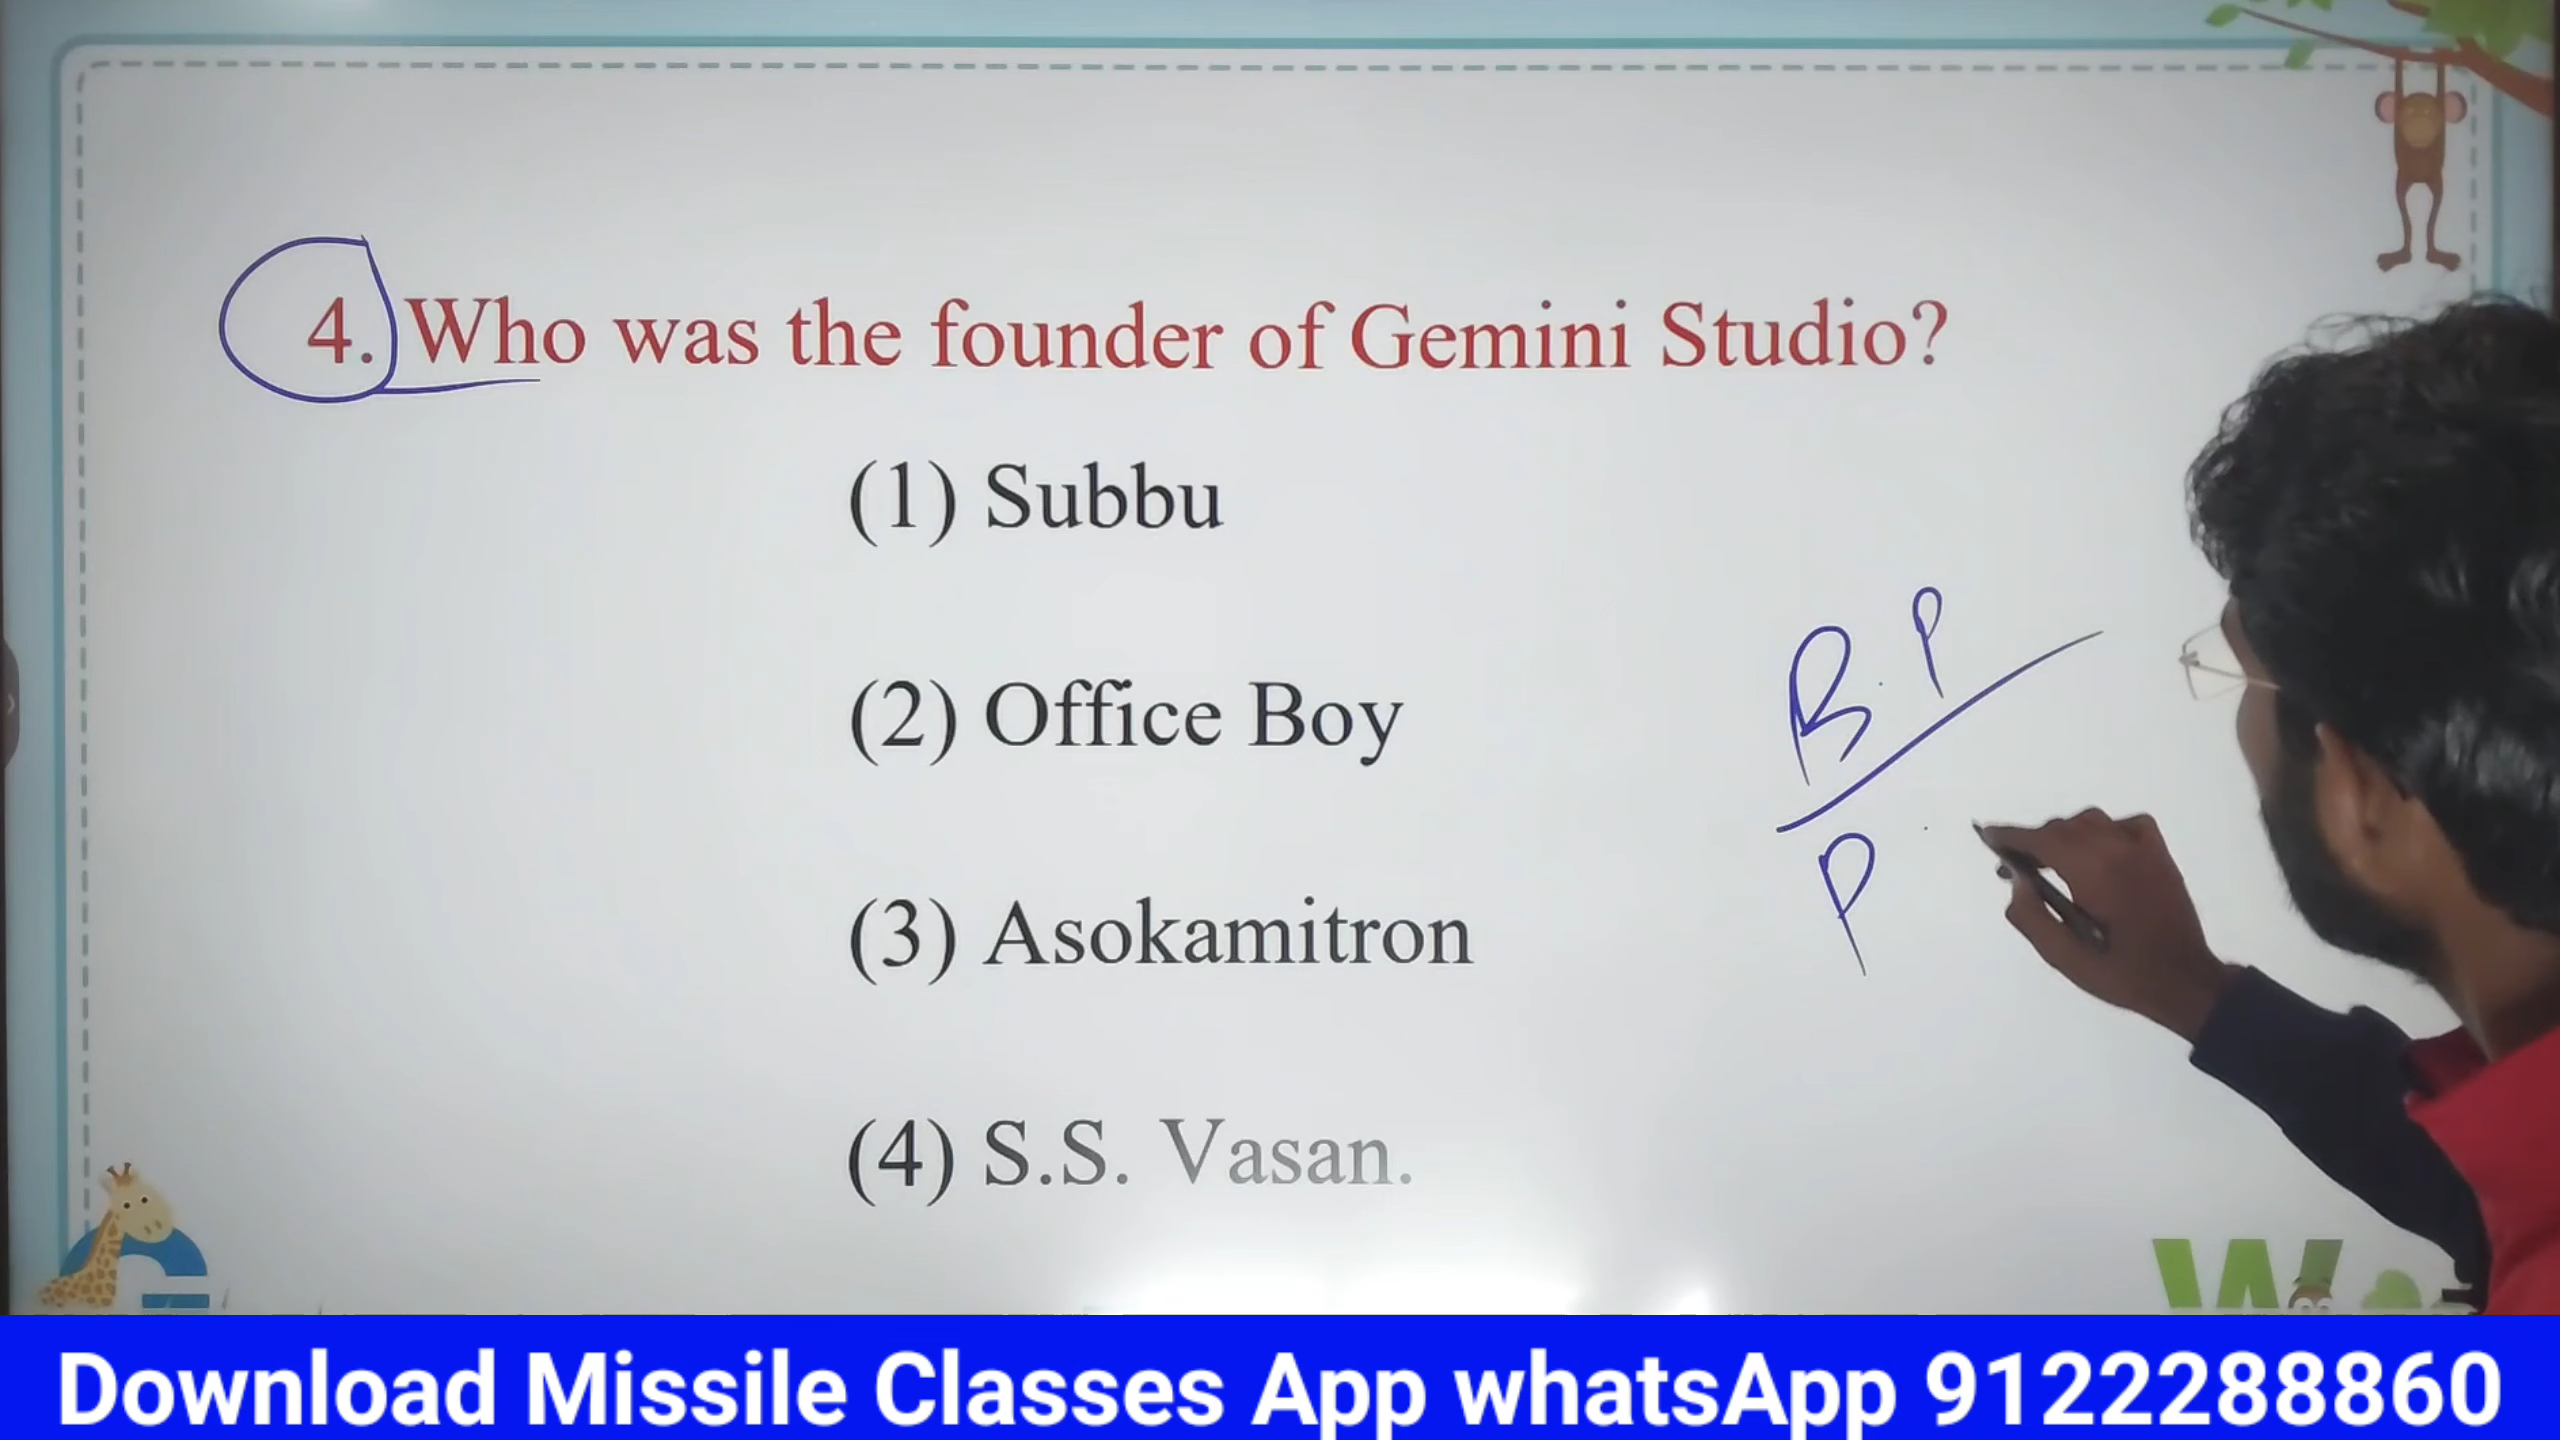 4. Who was the founder of Gemini Studio?
(1) Subbu
(2) Office Boy
B.P
(3) Asokamitron
P
(4) S.S. Vasan.
Download Missile Classes App whatsApp 9122288860